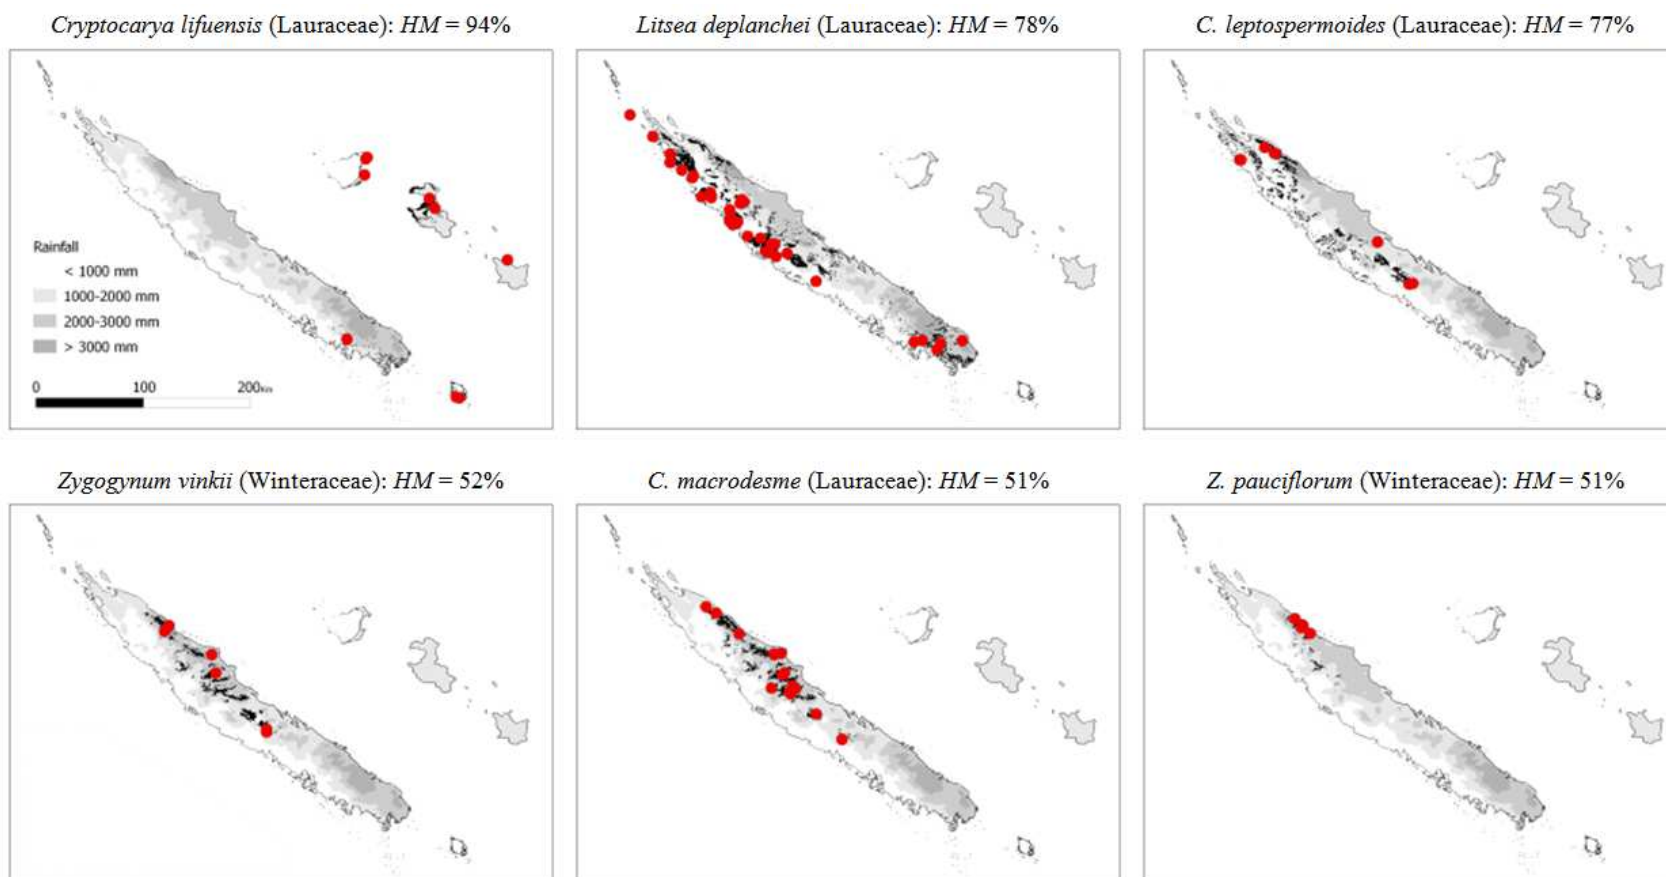 Cryptocarya lifuensis (Lauraceae): HM = 94%
Litsea deplanchei (Lauraceae): HM = 78%
C. leptospermoides (Lauraceae): HM = 77%
Rainfall
< 1000 mm
1000-2000 mm
2000-3000 mm
> 3000 mm
0 100 200km
Zygogynum vinkii (Winteraceae): HM = 52%
C. macrodesme (Lauraceae): HM = 51%
Z. pauciflorum (Winteraceae): HM = 51%